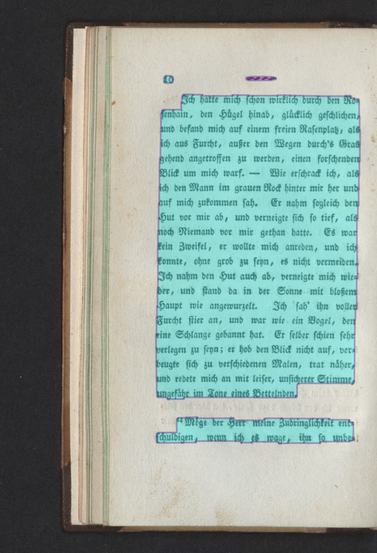 6
Ich hatte mich schon wirklich durch den Ro-
senhain, den Hügel hinab, glücklich geschlichen,
und befand mich auf einem freien Rasenplatz, als
ich aus Furcht, außer den Wegen durch's Gras
gehend angetroffen zu werden, einen forschenden
Blick um mich warf. — Wie erschrack ich, als
ich den Mann im grauen Rock hinter mir her und
auf mich zukommen sah. Er nahm sogleich den
Hut vor mir ab, und verneigte sich so tief, als
noch Niemand vor mir gethan hatte. Es war
kein Zweifel, er wollte mich anreden, und ich
konnte, ohne grob zu seyn, es nicht vermeiden.
Ich nahm den Hut auch ab, verneigte mich wie-
der, und stand da in der Sonne mit bloßem
Haupt wie angewurzelt. Ich sah' ihn voller
Furcht stier an, und war wie ein Vogel, den
eine Schlange gebannt hat. Er selber schien sehr
verlegen zu seyn; er hob den Blick nicht auf, ver-
beugte sich zu verschiedenen Malen, trat näher,
und redete mich an mit leiser, unsicherer Stimme,
ungefähr im Tone eines Bettelnden.
"Möge der Herr meine Zudringlichkeit ent-
schuldigen, wenn ich es wage, ihn so unbe-